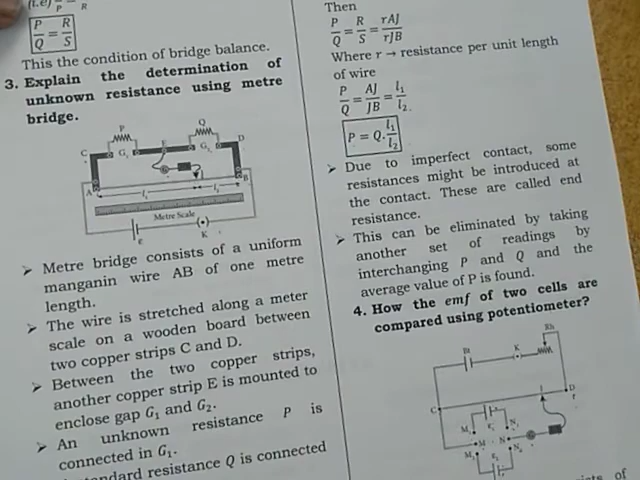 (i.e)
P R
P/Q = R/S
This the condition of bridge balance.
3. Explain the determination of
unknown resistance using metre
bridge.
P Q
C G₁ E G₂ D
A J B
l₁ l₂
Metre Scale
E K
➢ Metre bridge consists of a uniform
manganin wire AB of one metre
length.
➢ The wire is stretched along a meter
scale on a wooden board between
two copper strips C and D.
➢ Between the two copper strips,
another copper strip E is mounted to
enclose gap G₁ and G₂.
➢ An unknown resistance P is
connected in G₁.
standard resistance Q is connected
Then
P/Q = R/S = rAJ/rJB
Where r → resistance per unit length
of wire
P/Q = AJ/JB = l₁/l₂
P = Q.l₁/l₂
➢ Due to imperfect contact, some
resistances might be introduced at
the contact. These are called end
resistance.
➢ This can be eliminated by taking
another set of readings by
interchanging P and Q and the
average value of P is found.
4. How the emf of two cells are
compared using potentiometer?
Bt K Rh
C J D
M₁ N₁
M N
M₂ N₂
of